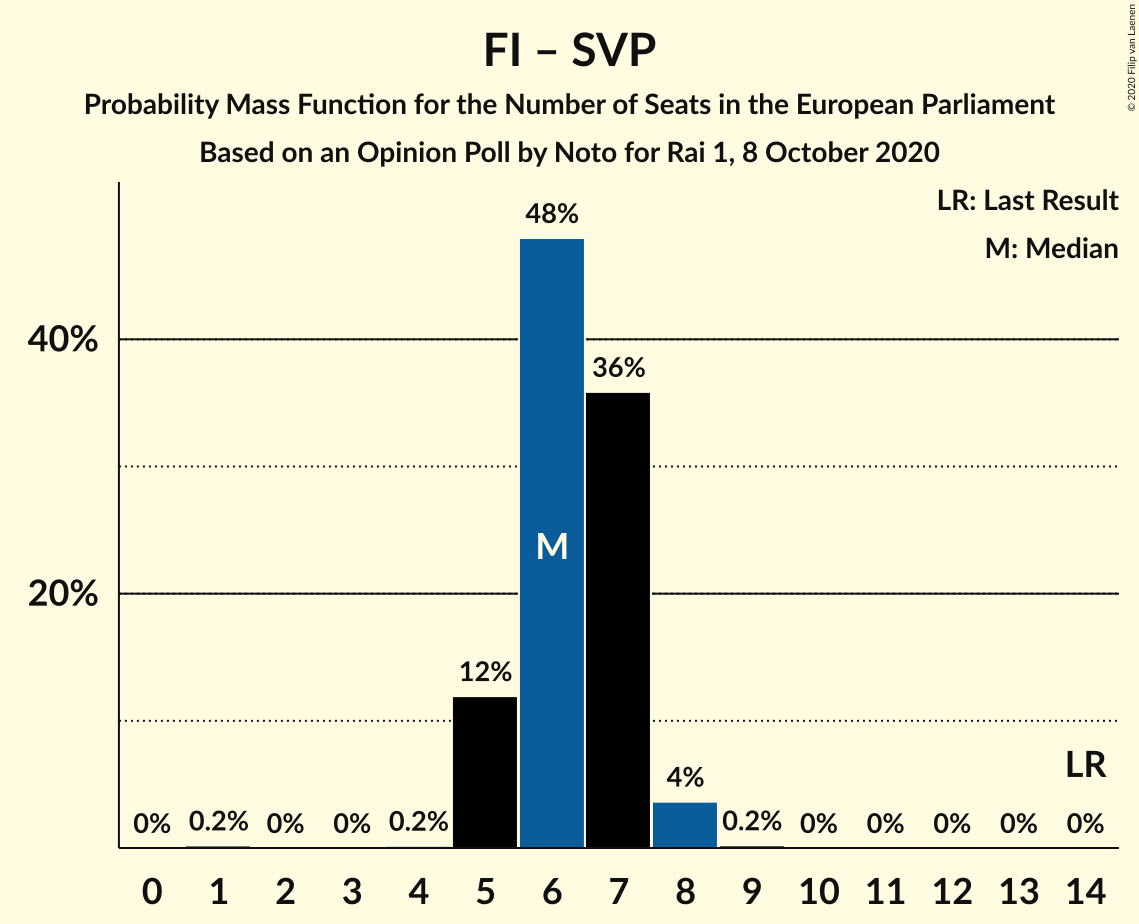 FI – SVP
Probability Mass Function for the Number of Seats in the European Parliament
Based on an Opinion Poll by Noto for Rai 1, 8 October 2020
© 2020 Filip van Laenen
LR: Last Result
M: Median
48%
40%
36%
M
20%
12%
LR
4%
0% 0.2% 0% 0% 0.2% 0.2% 0% 0% 0% 0% 0%
0 1 2 3 4 5 6 7 8 9 10 11 12 13 14